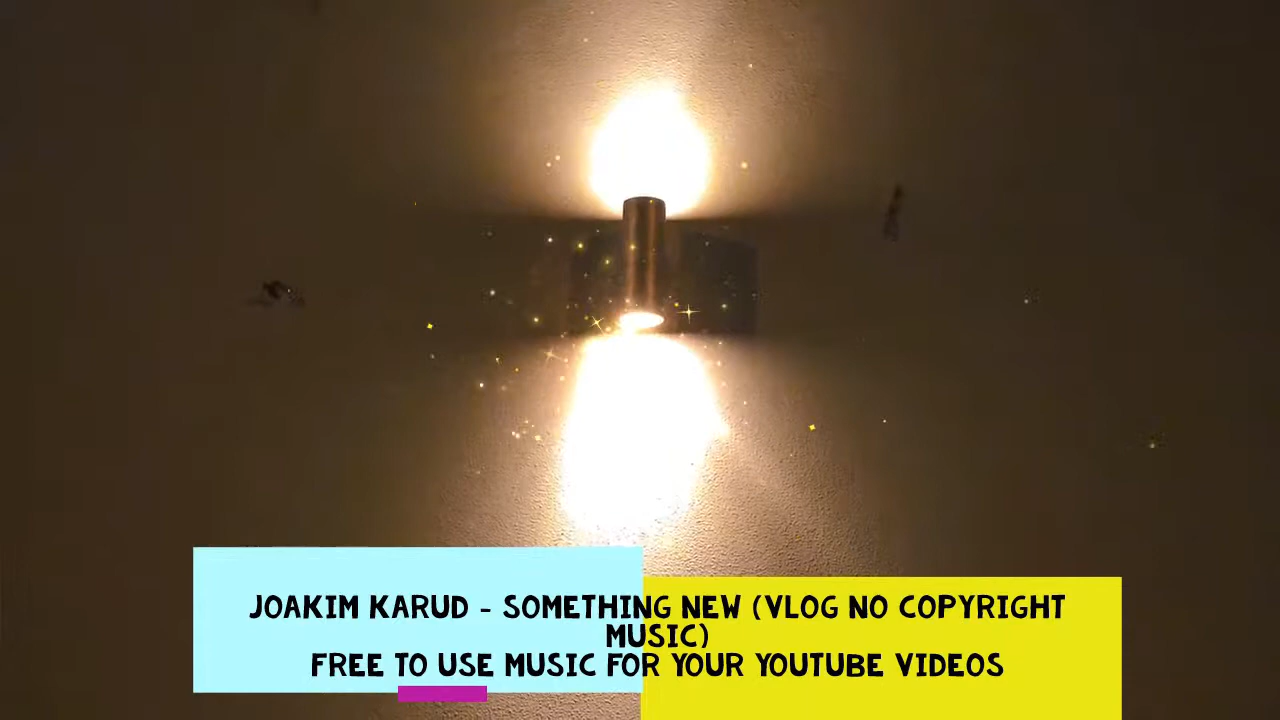 JOAKIM KARUD - SOMETHING NEW (VLOG NO COPYRIGHT
MUSIC)
FREE TO USE MUSIC FOR YOUR YOUTUBE VIDEOS